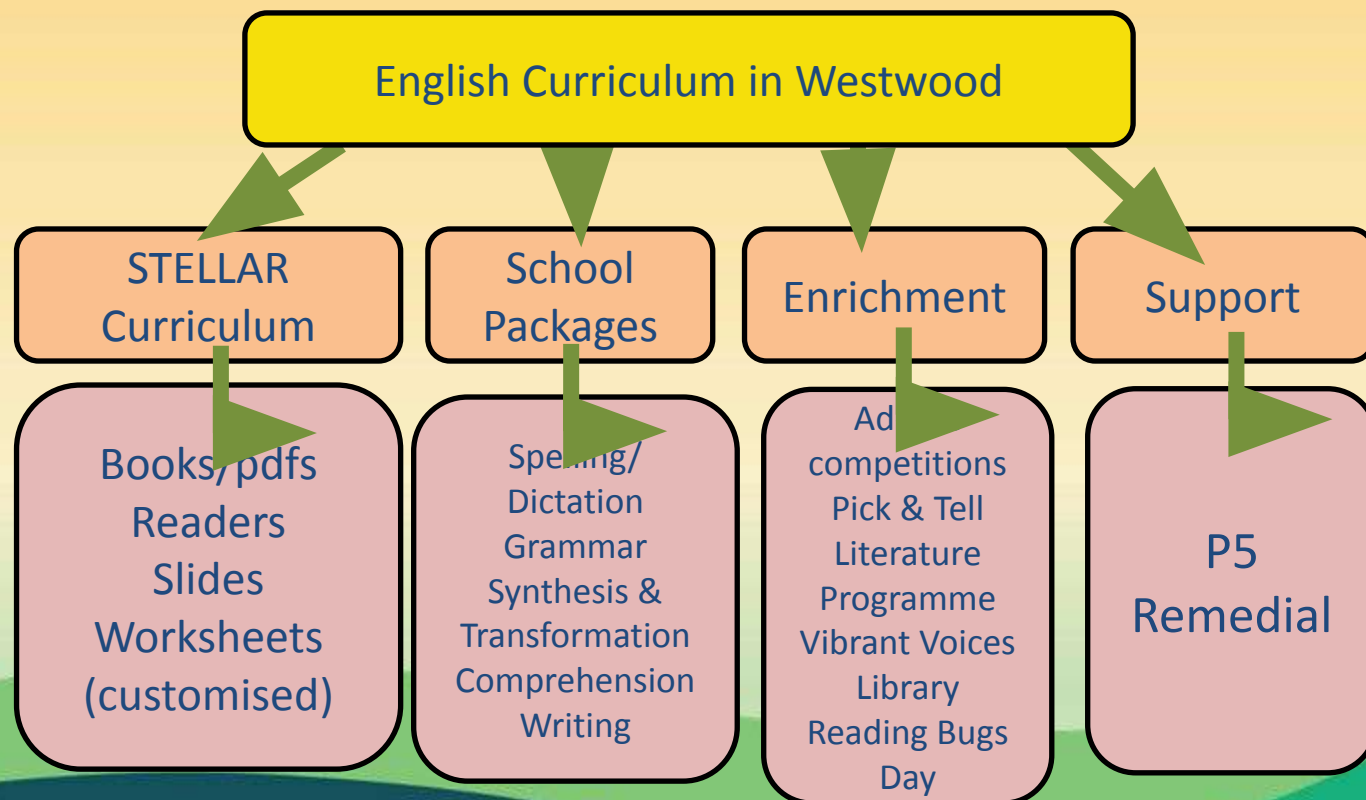 English Curriculum in Westwood
STELLAR
Curriculum
School
Packages
Enrichment
Support
Books/pdfs
Readers
Slides
Worksheets
(customised)
Spelling/
Dictation
Grammar
Synthesis &
Transformation
Comprehension
Writing
competitions
Pick & Tell
Literature
Programme
Vibrant Voices
Library
Reading Bugs
Day
P5
Remedial